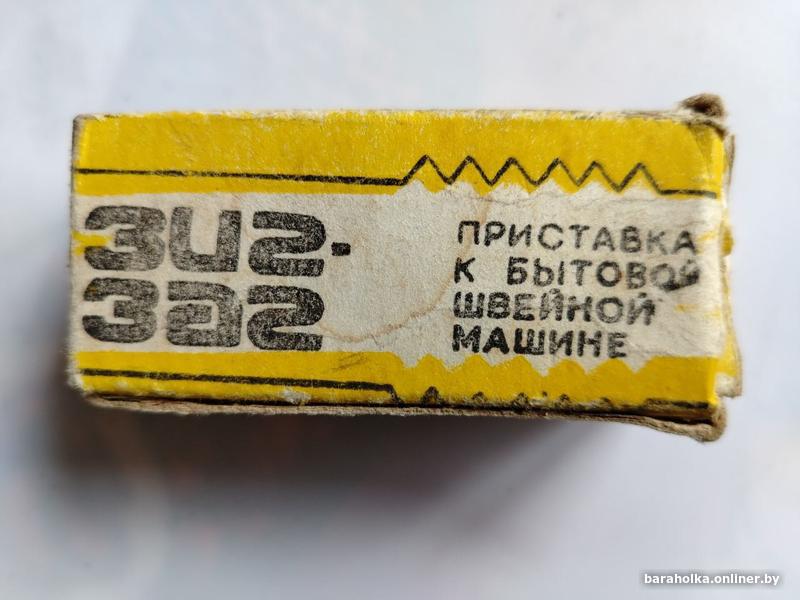 зиг-
заг
ПРИСТАВКА
К БЫТОВОЙ
ШВЕЙНОЙ
МАШИНЕ
baraholka.onliner.by